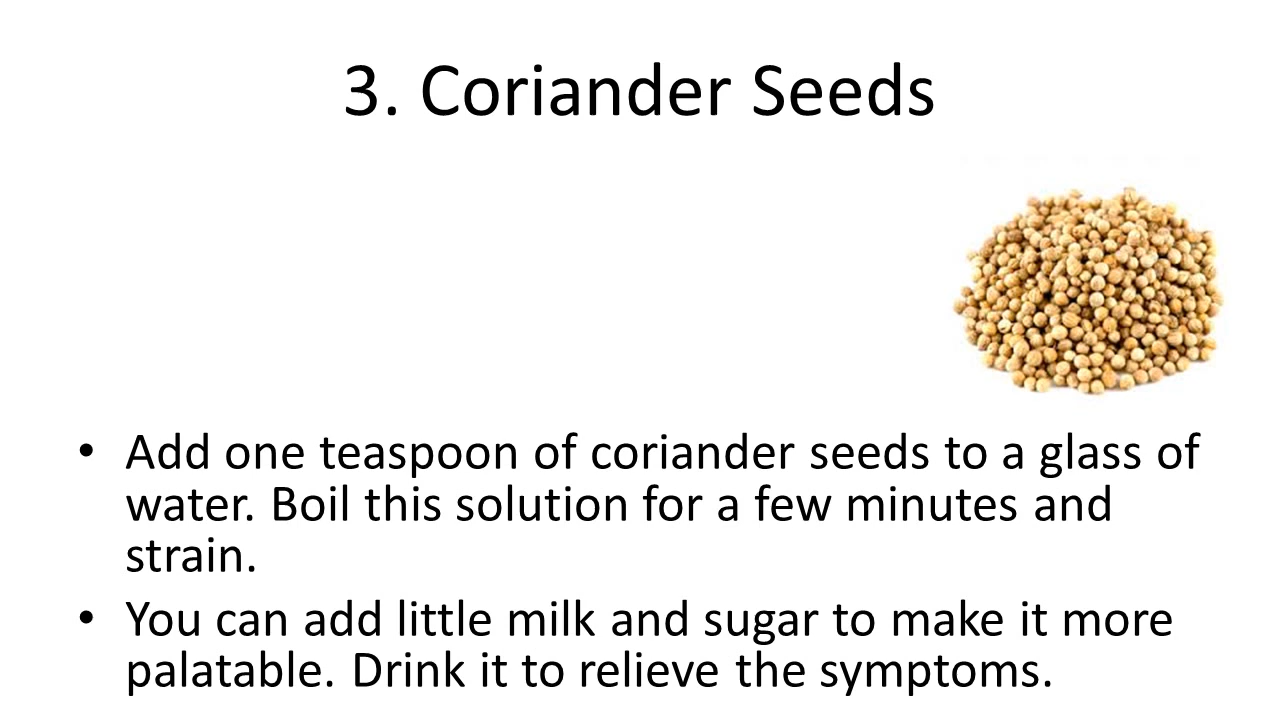 3. Coriander Seeds
• Add one teaspoon of coriander seeds to a glass of
water. Boil this solution for a few minutes and
strain.
• You can add little milk and sugar to make it more
palatable. Drink it to relieve the symptoms.